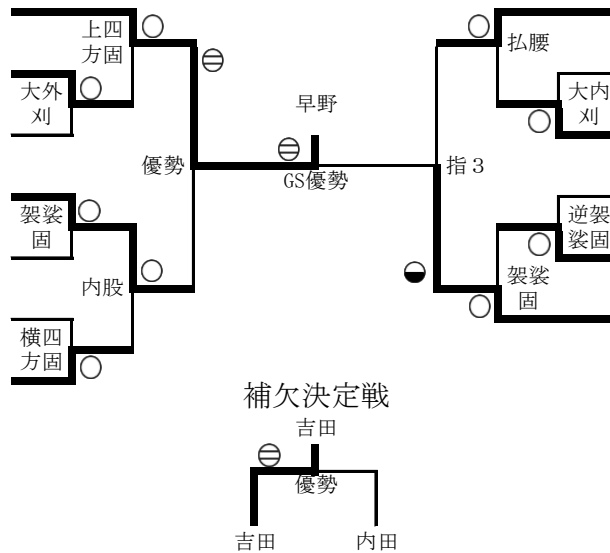 上四
方固
払腰
大外
刈
大内
刈
早野
優勢
GS優勢
指3
袈裟
固
逆袈
裟固
内股
袈裟
固
横四
方固
補欠決定戦
吉田
優勢
吉田
内田